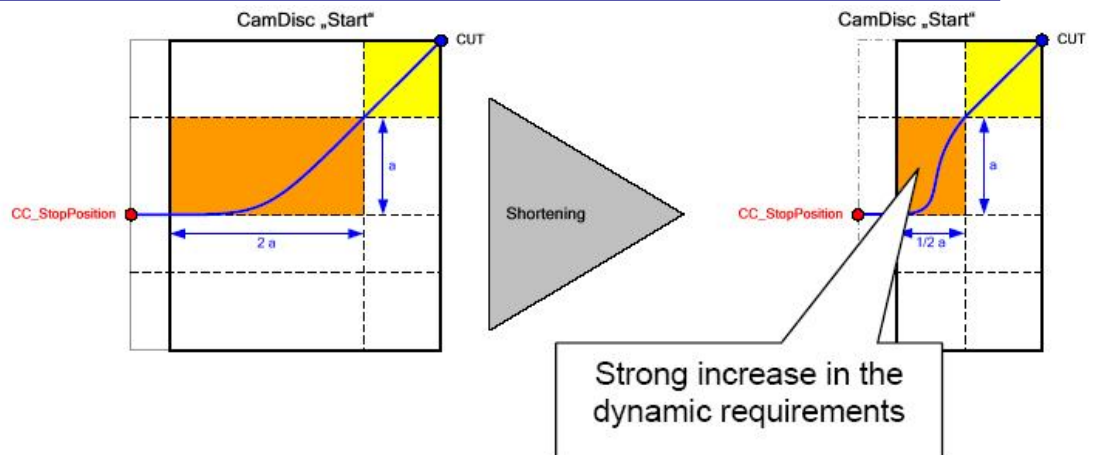 CamDisc „Start“
CUT
a
CC_StopPosition
2 a
Shortening
CamDisc „Start“
CUT
a
CC_StopPosition
1/2 a
Strong increase in the
dynamic requirements